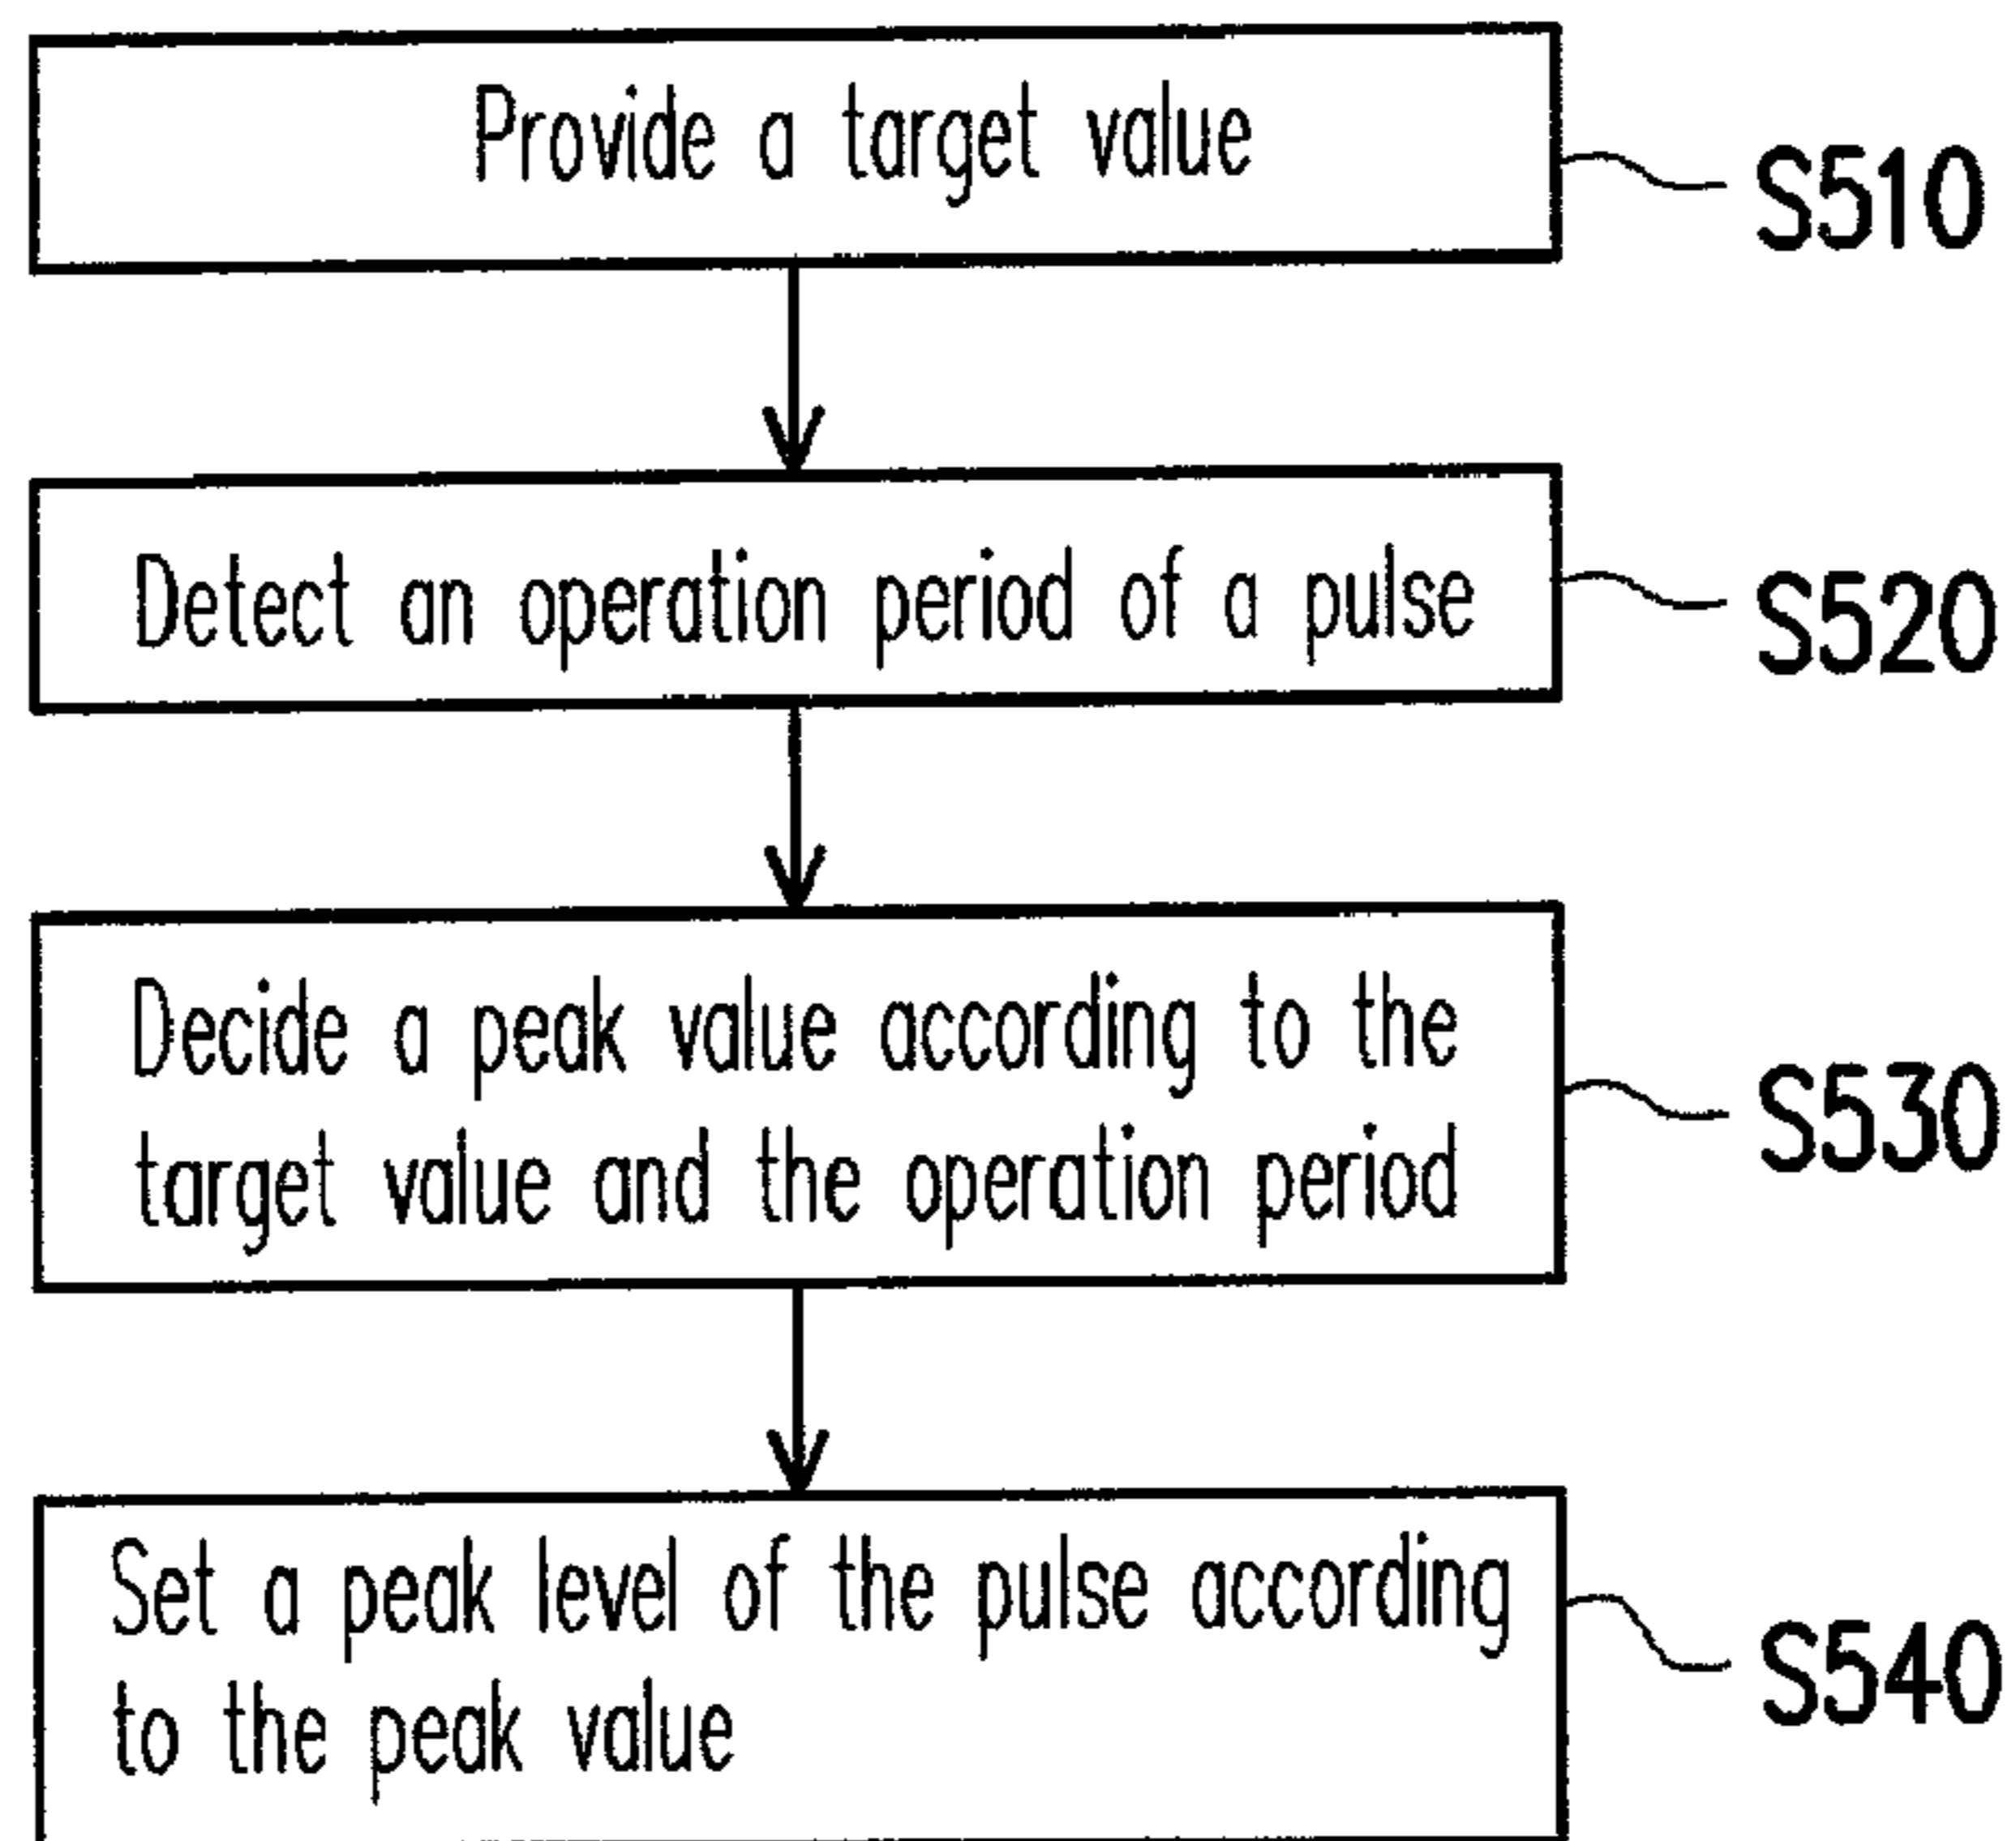 Provide a target value
S510
Detect an operation period of a pulse
S520
Decide a peak value according to the
target value and the operation period
S530
Set a peak level of the pulse according
to the peak value
S540